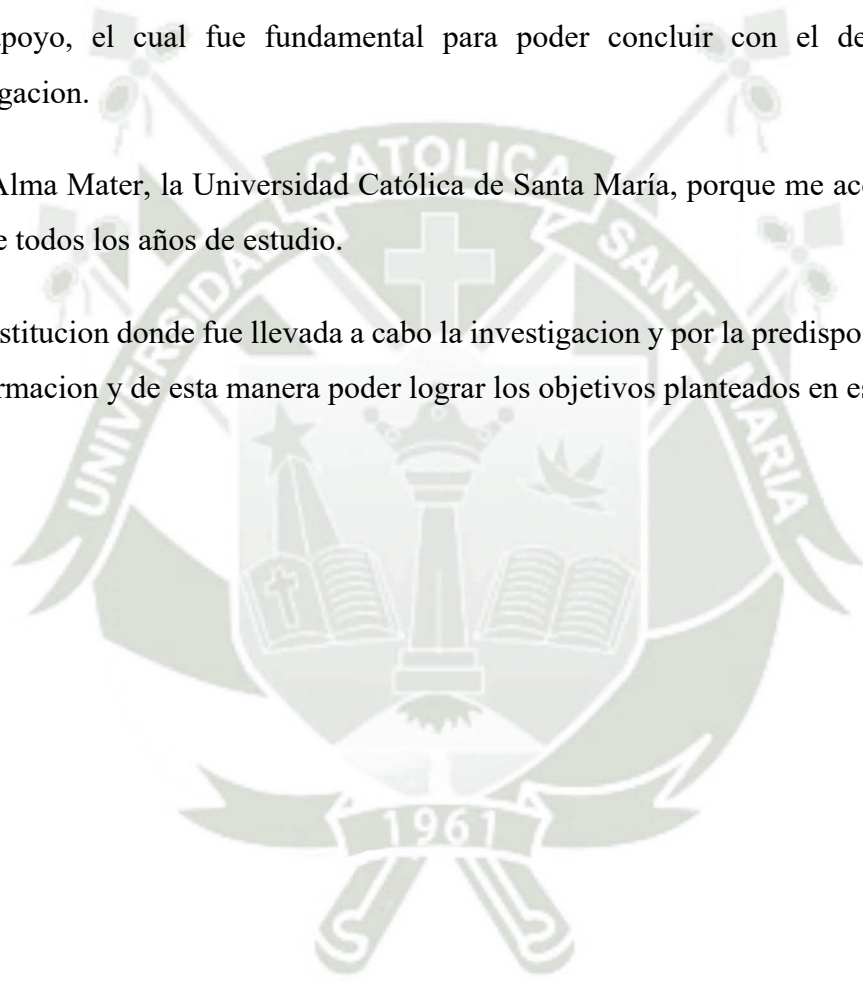 poyo, el cual fue fundamental para poder concluir con el de
gacion.
Alma Mater, la Universidad Católica de Santa María, porque me ac
e todos los años de estudio.
stitucion donde fue llevada a cabo la investigacion y por la predispo
rmacion y de esta manera poder lograr los objetivos planteados en es
UNIVERSIDAD CATOLICA SANTA MARIA
1961